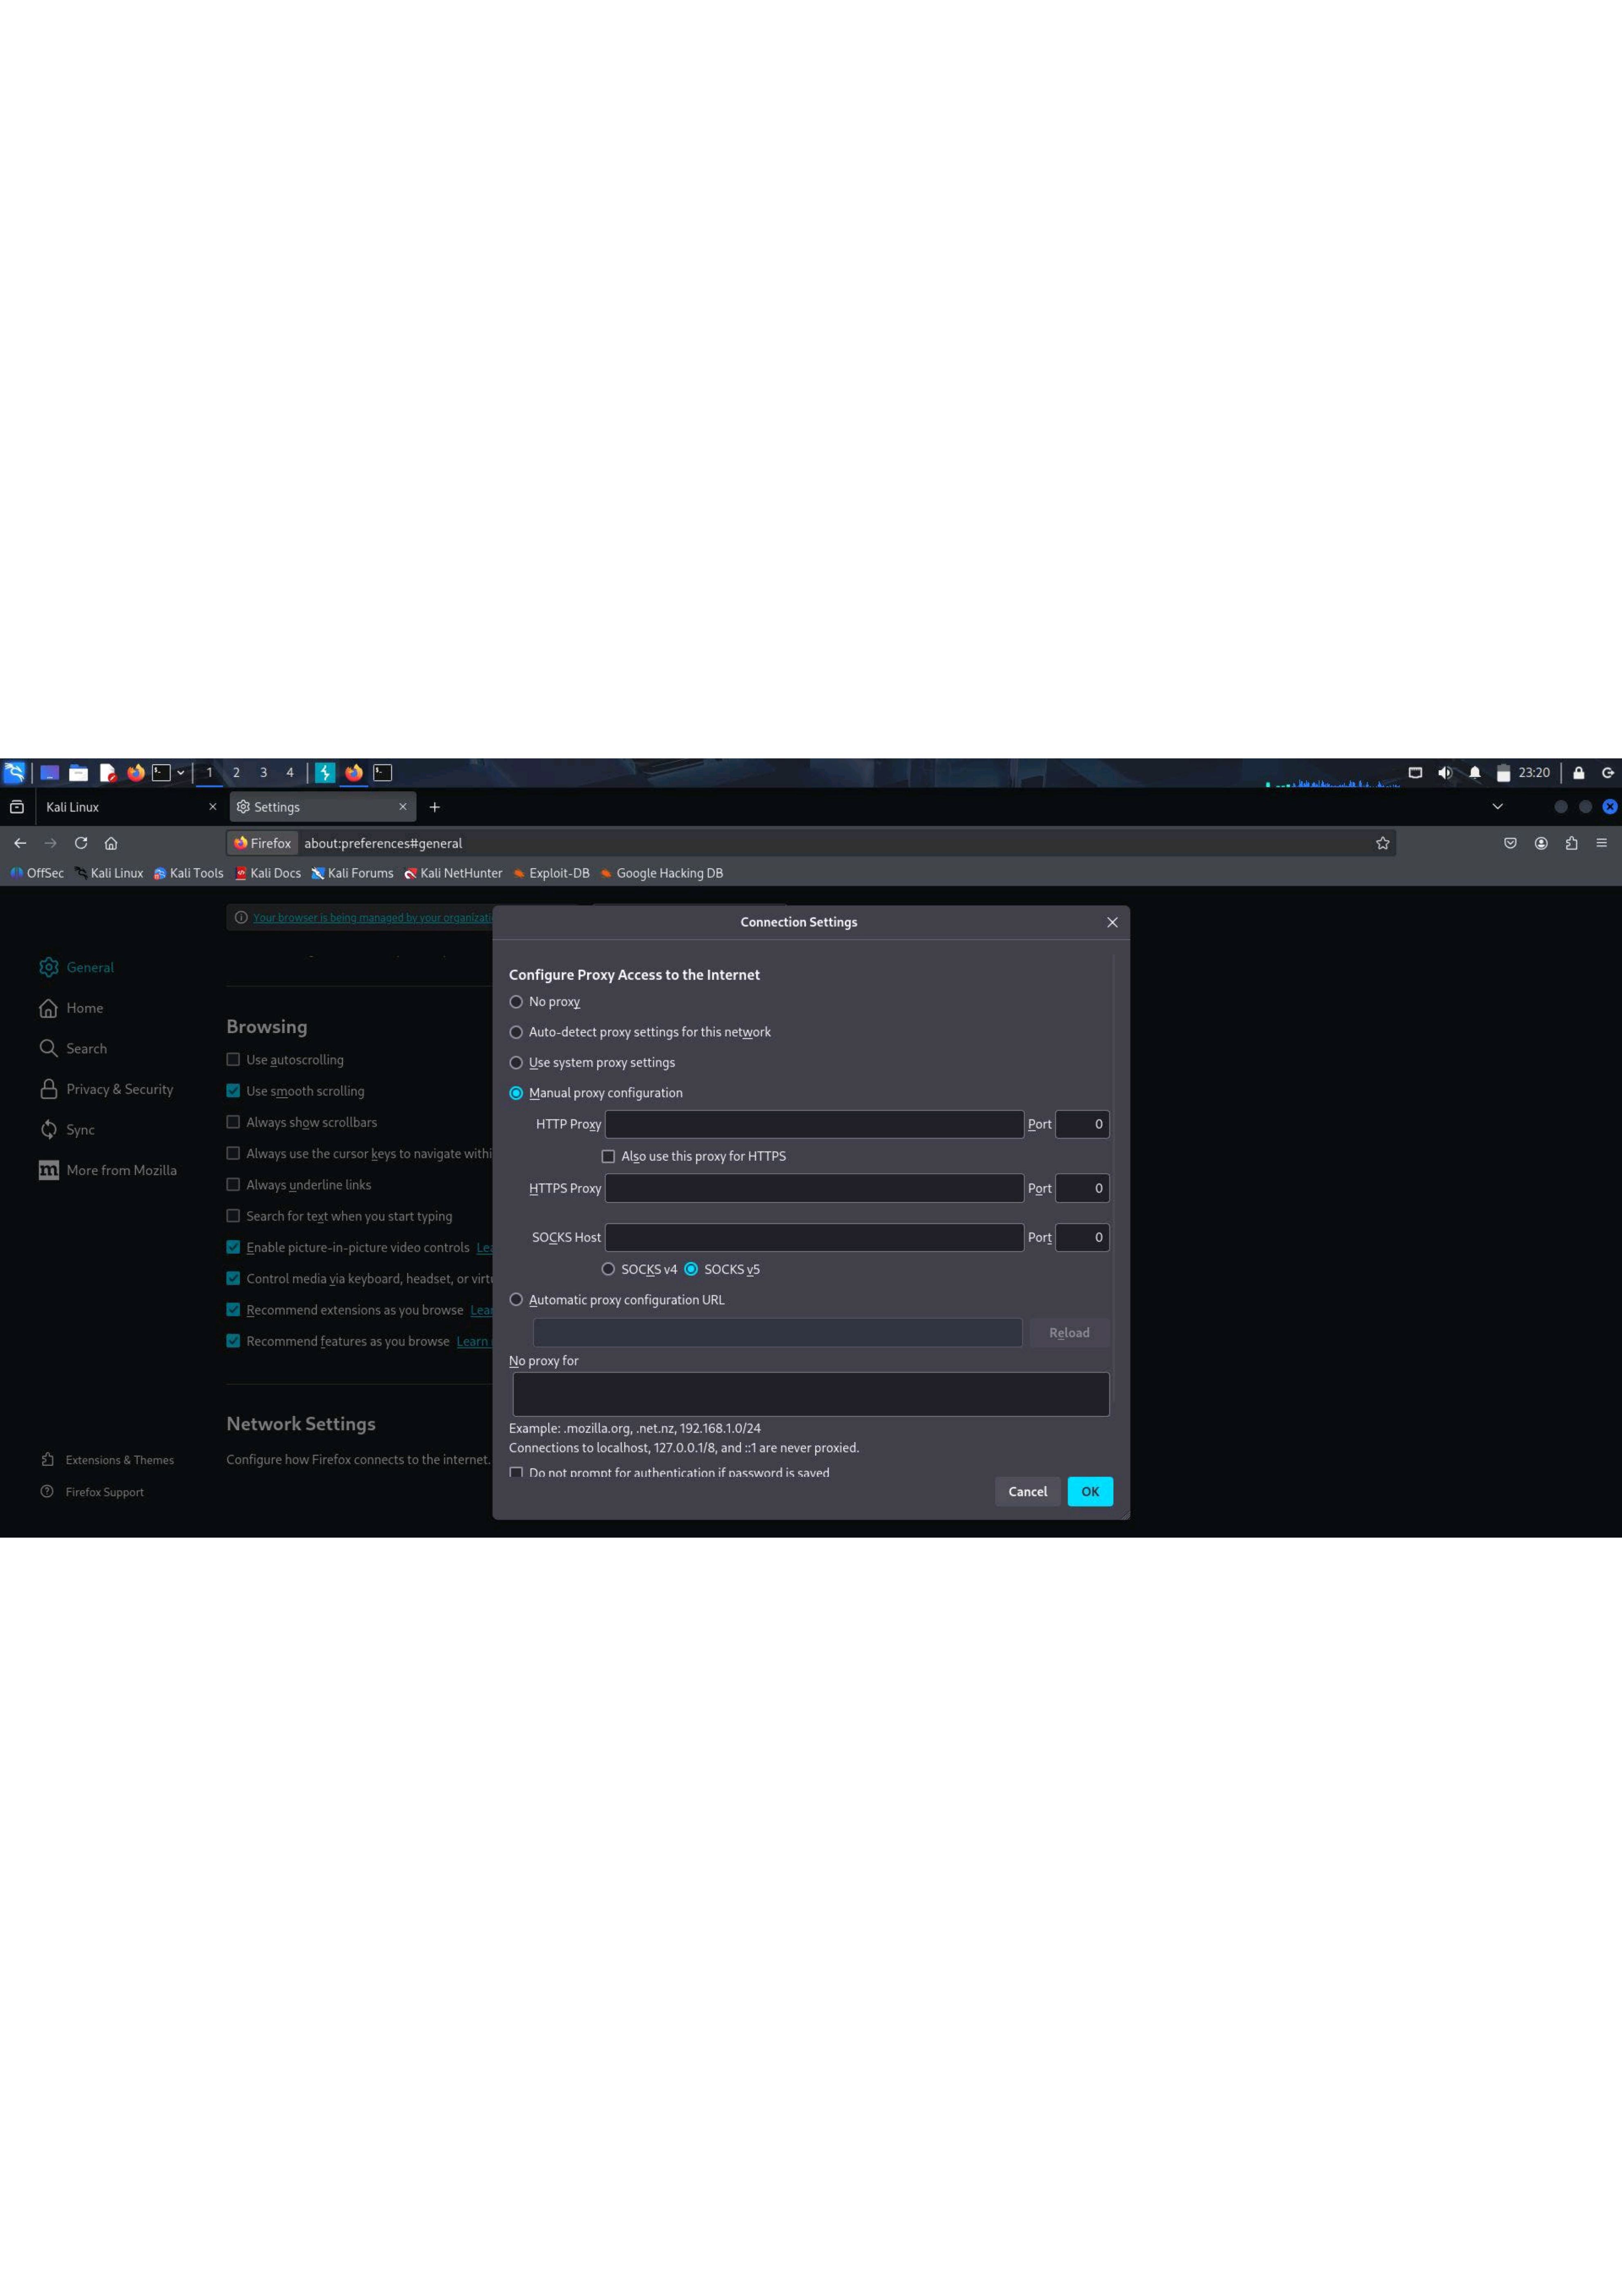 1 2 3 4 23:20
Kali Linux Settings
Firefox about:preferences#general
OffSec Kali Linux Kali Tools Kali Docs Kali Forums Kali NetHunter Exploit-DB Google Hacking DB
Your browser is being managed by your organizati
General
Home
Search
Privacy & Security
Sync
More from Mozilla
Extensions & Themes
Firefox Support
Browsing
Use autoscrolling
Use smooth scrolling
Always show scrollbars
Always use the cursor keys to navigate withi
Always underline links
Search for text when you start typing
Enable picture-in-picture video controls Lea
Control media via keyboard, headset, or virtu
Recommend extensions as you browse Lear
Recommend features as you browse Learn
Network Settings
Configure how Firefox connects to the internet.
Connection Settings
Configure Proxy Access to the Internet
No proxy
Auto-detect proxy settings for this network
Use system proxy settings
Manual proxy configuration
HTTP Proxy Port 0
Also use this proxy for HTTPS
HTTPS Proxy Port 0
SOCKS Host Port 0
SOCKS v4 SOCKS v5
Automatic proxy configuration URL
Reload
No proxy for
Example: .mozilla.org, .net.nz, 192.168.1.0/24
Connections to localhost, 127.0.0.1/8, and ::1 are never proxied.
Do not prompt for authentication if password is saved
Cancel OK